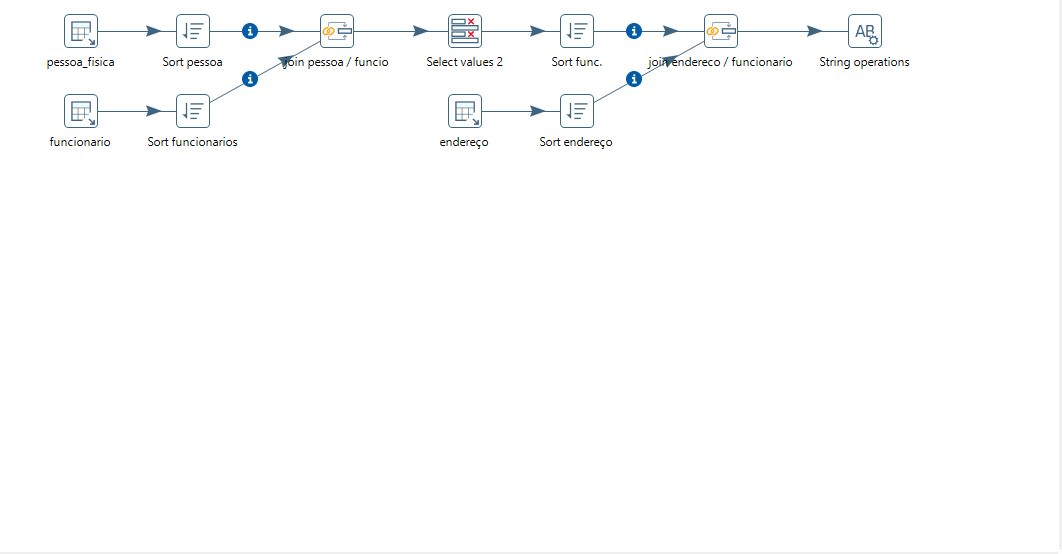 pessoa_fisica
Sort pessoa
join pessoa / funcio
Select values 2
Sort func.
join endereco / funcionario
String operations
funcionario
Sort funcionarios
endereço
Sort endereço